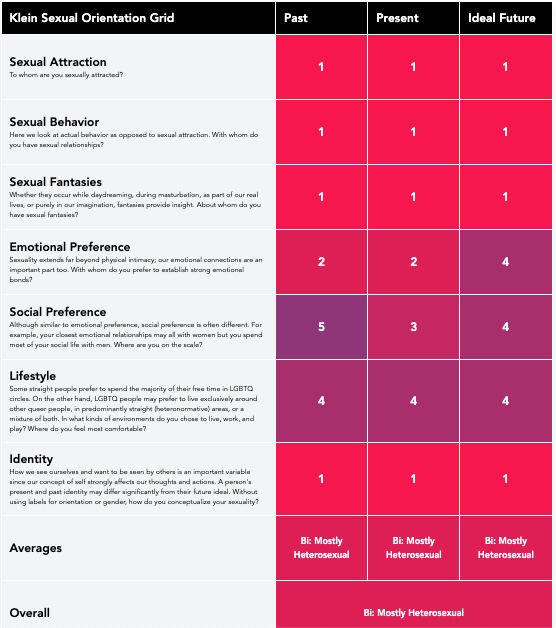 Klein Sexual Orientation Grid Past Present Ideal Future
Sexual Attraction
To whom are you sexually attracted?
1 1 1
Sexual Behavior
Here we look at actual behavior as opposed to sexual attraction. With whom do
you have sexual relationships?
1 1 1
Sexual Fantasies
Whether they occur while daydreaming, during masturbation, as part of our real
lives, or purely in our imagination, fantasies provide insight. About whom do you
have sexual fantasies?
1 1 1
Emotional Preference
Sexuality extends far beyond physical intimacy; our emotional connections are an
important part too. With whom do you prefer to establish strong emotional
bonds?
2 2 4
Social Preference
Although similar to emotional preference, social preference is often different. For
example, your closest emotional relationships may all with women but you spend
most of your social life with men. Where are you on the scale?
5 3 4
Lifestyle
Some straight people prefer to spend the majority of their free time in LGBTQ
circles. On the other hand, LGBTQ people may prefer to live exclusively around
other queer people, in predominantly straight (heteronormative) areas, or a
mixture of both. In what kinds of environments do you chose to live, work, and
play? Where do you feel most comfortable?
4 4 4
Identity
How we see ourselves and want to be seen by others is an important variable
since our concept of self strongly affects our thoughts and actions. A person's
present and past identity may differ significantly from their future ideal. Without
using labels for orientation or gender, how do you conceptualize your sexuality?
1 1 1
Averages
Bi: Mostly Bi: Mostly Bi: Mostly
Heterosexual Heterosexual Heterosexual
Overall Bi: Mostly Heterosexual